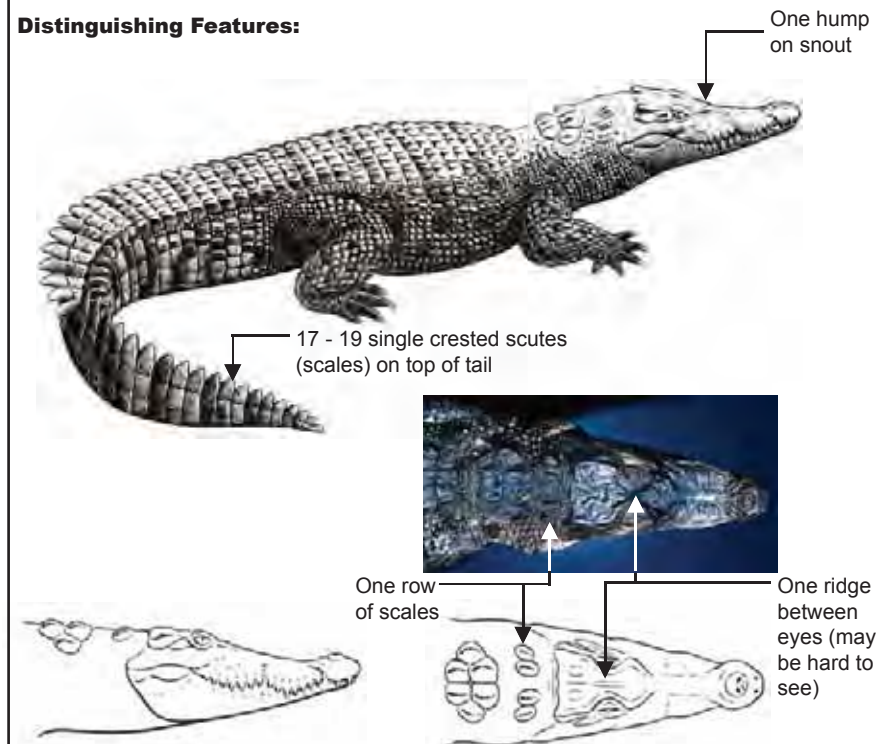 Distinguishing Features:
One hump
on snout
17 - 19 single crested scutes
(scales) on top of tail
One row
of scales
One ridge
between
eyes (may
be hard to
see)